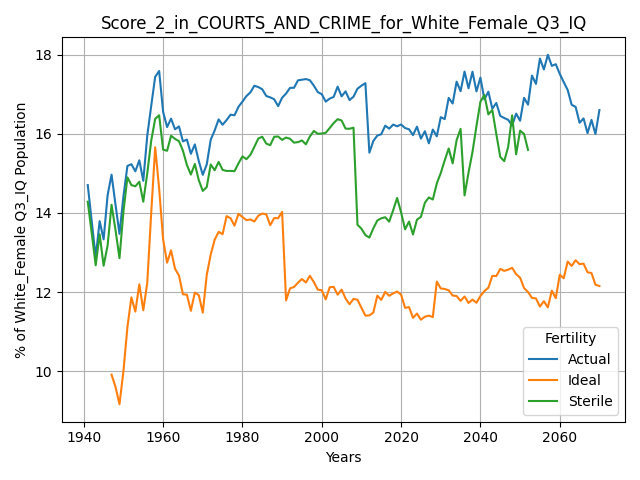 Score_2_in_COURTS_AND_CRIME_for_White_Female_Q3_IQ
% of White_Female Q3_IQ Population
18
16
14
12
10
1940
1960
1980
2000
2020
2040
2060
Years
Fertility
Actual
Ideal
Sterile